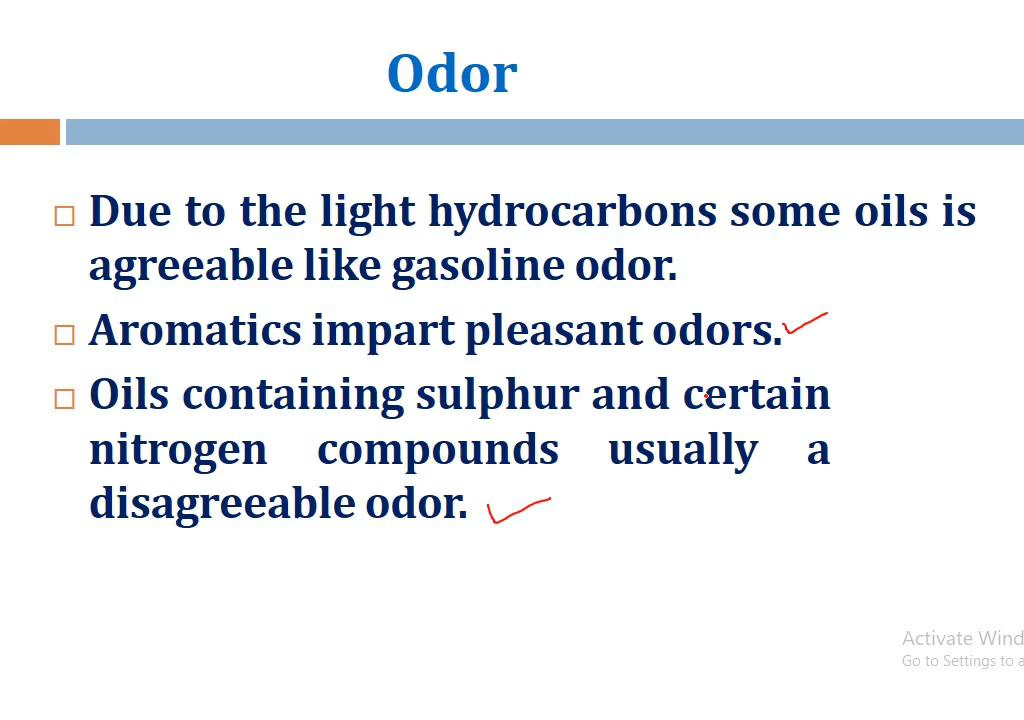 Odor
Due to the light hydrocarbons some oils is
agreeable like gasoline odor.
Aromatics impart pleasant odors.
Oils containing sulphur and certain
nitrogen compounds usually a
disagreeable odor.
Activate Wind
Go to Settings to a